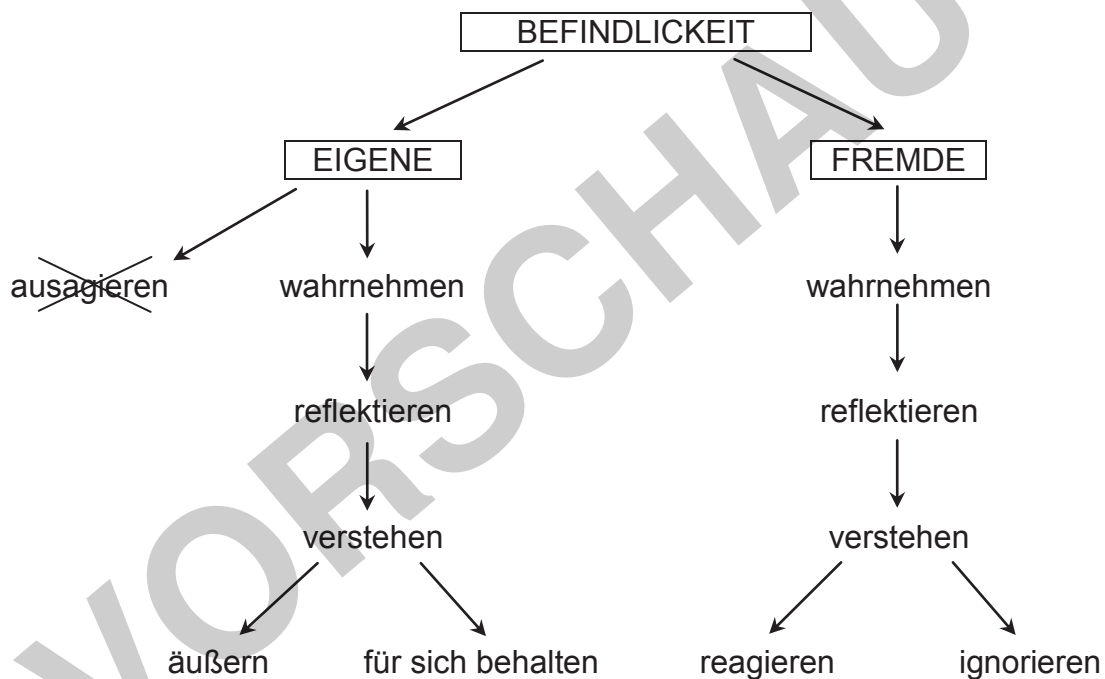 BEFINDLICKEIT
EIGENE FREMDE
ausagieren wahrnehmen wahrnehmen
reflektieren reflektieren
verstehen verstehen
äußern für sich behalten reagieren ignorieren
VORSCHAU